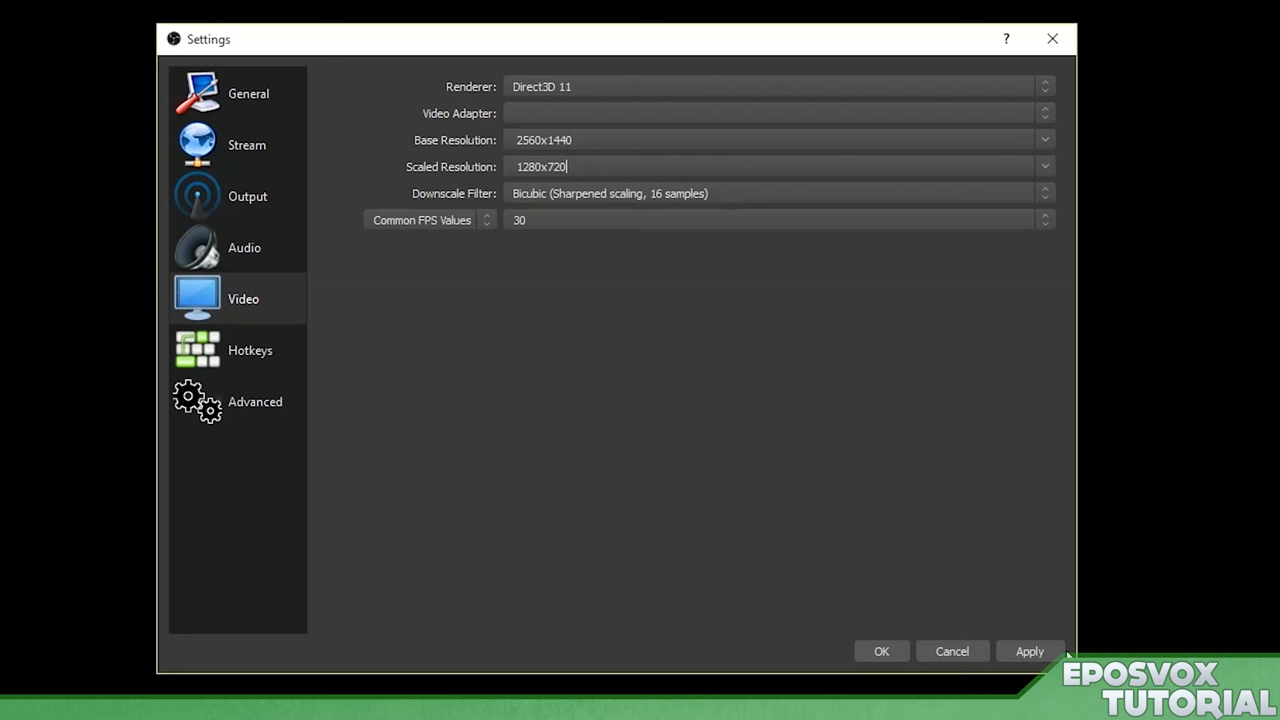 Settings
?
General
Stream
Output
Audio
Video
Hotkeys
Advanced
Renderer: Direct3D 11
Video Adapter:
Base Resolution: 2560x1440
Scaled Resolution: 1280x720
Downscale Filter: Bicubic (Sharpened scaling, 16 samples)
Common FPS Values 30
OK Cancel Apply
EPOSVOX
TUTORIAL